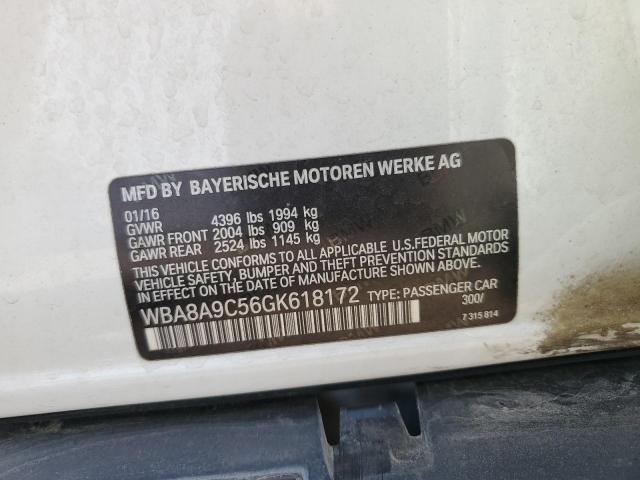 MFD BY BAYERISCHE MOTOREN WERKE AG
01/16
GVWR 4396 lbs 1994 kg
GAWR FRONT 2004 lbs 909 kg
GAWR REAR 2524 lbs 1145 kg
THIS VEHICLE CONFORMS TO ALL APPLICABLE U.S.FEDERAL MOTOR
VEHICLE SAFETY, BUMPER AND THEFT PREVENTION STANDARDS
IN EFFECT ON THE DATE OF MANUFACTURE SHOWN ABOVE.
WBA8A9C56GK618172 TYPE: PASSENGER CAR
300/
7 315 814